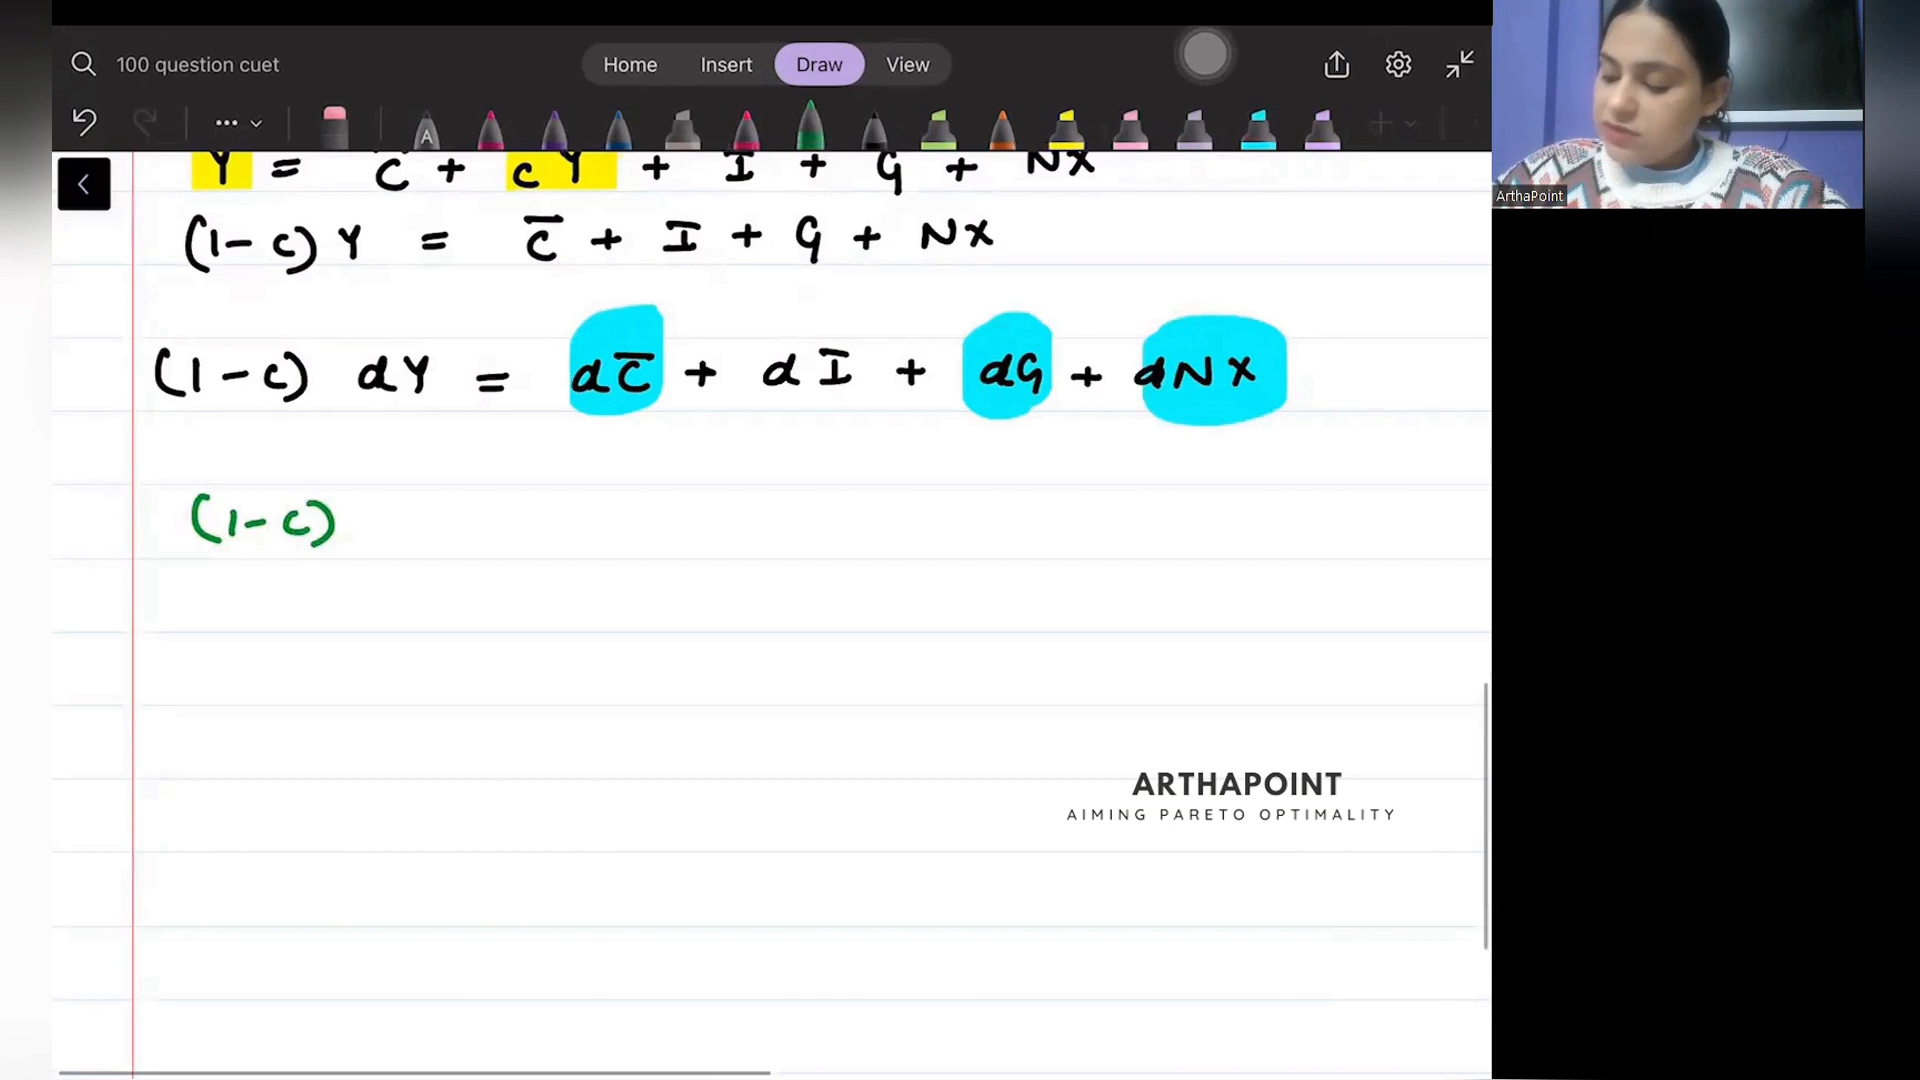 100 question cuet
Home Insert Draw View
A
Y = C̅ + cY + I + G + NX
(1-c) Y = C̅ + I + G + NX
(1-c) dY = dC̅ + dI + dG + dNX
(1-c)
ARTHAPOINT
AIMING PARETO OPTIMALITY
ArthaPoint